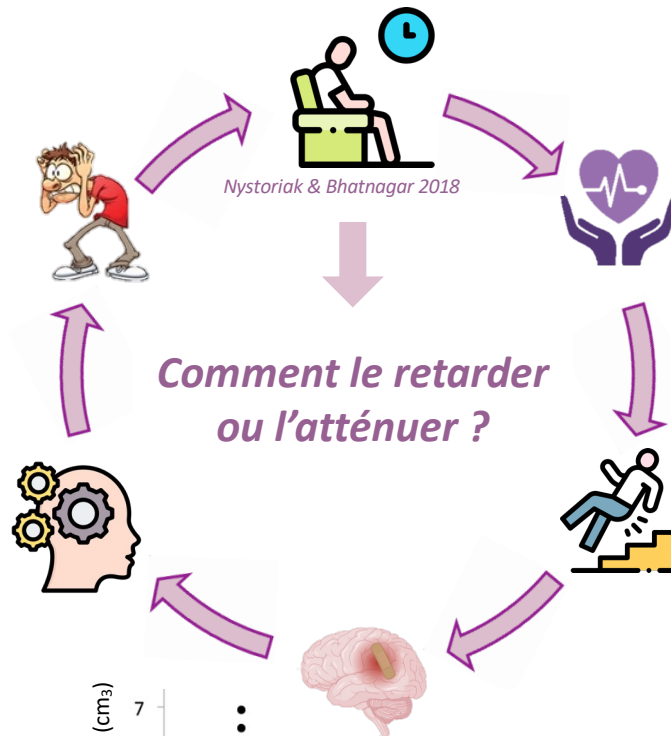 Nystoriak & Bhatnagar 2018
Comment le retarder
ou l’atténuer ?
(cm3)
7